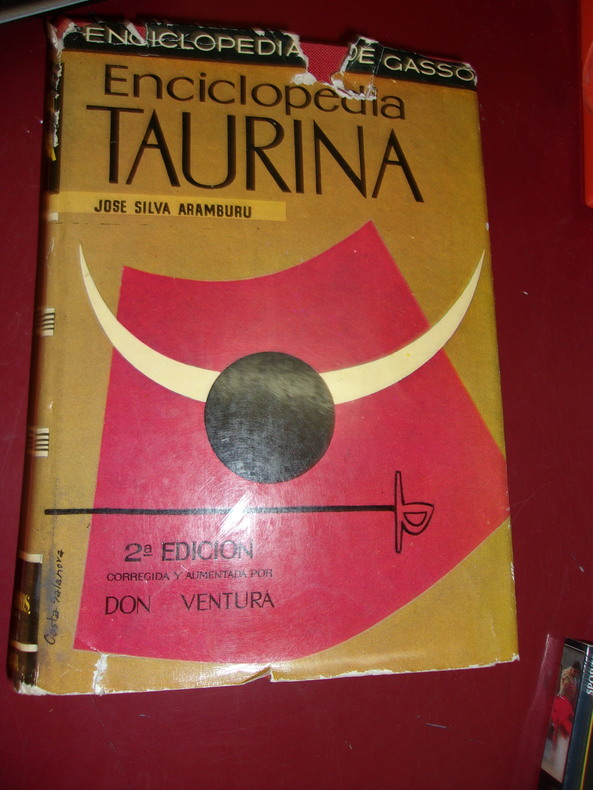 ENCICLOPEDIA DE GASSO
Enciclopedia
TAURINA
JOSE SILVA ARAMBURU
2ª EDICION
CORREGIDA Y AUMENTADA POR
DON VENTURA